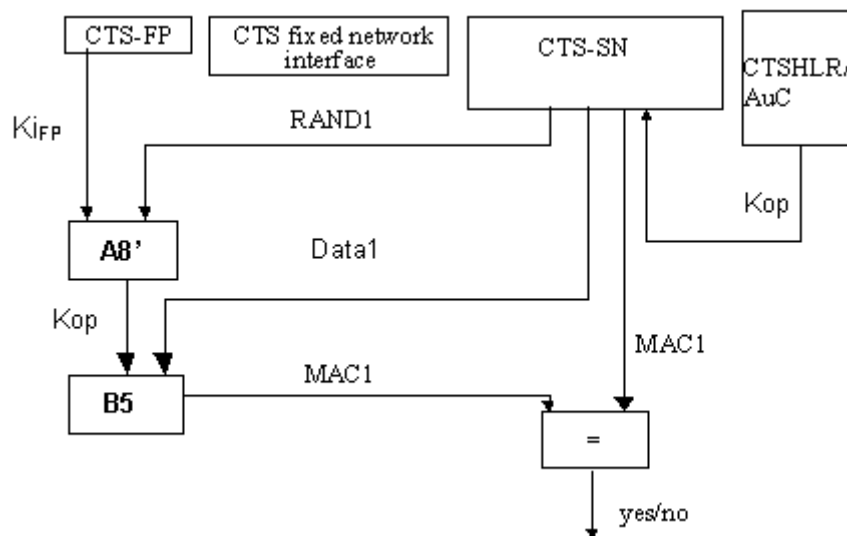 CTS-FP
CTS fixed network
interface
CTS-SN
CTSHLR/
AuC
KiFP
RAND1
Kop
A8’
Data1
Kop
MAC1
MAC1
B5
=
yes/no